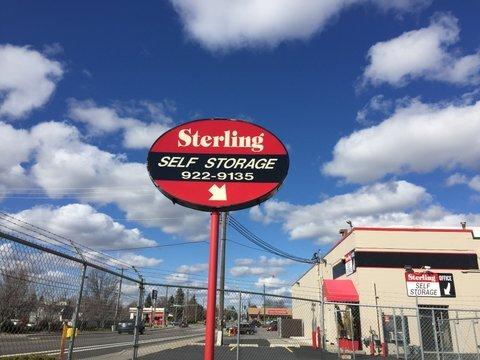 Sterling
SELF STORAGE
922-9135
Sterling OFFICE
SELF
STORAGE